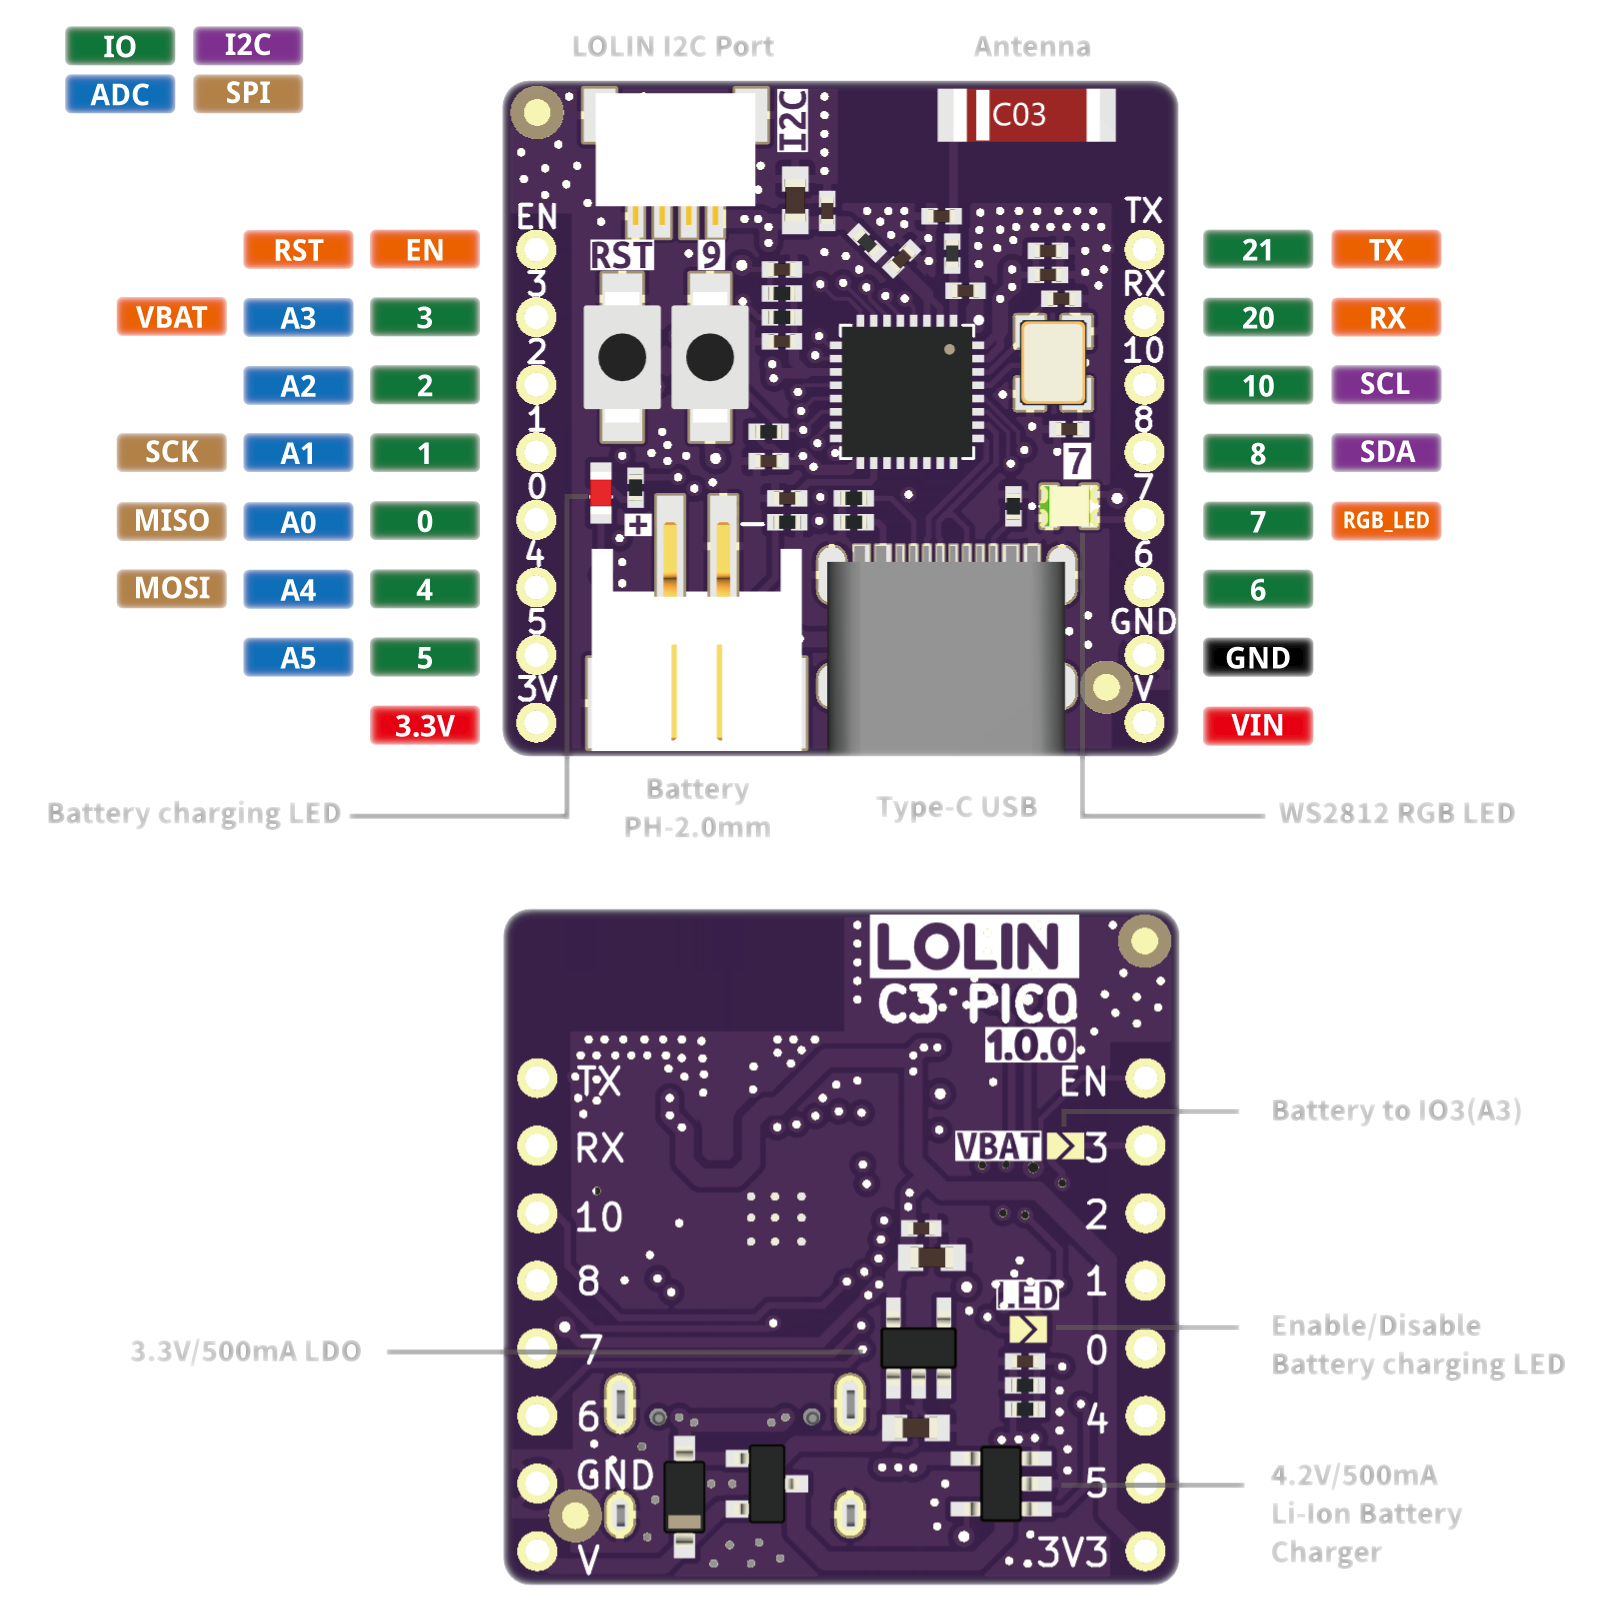 IO I2C
ADC SPI
LOLIN I2C Port
Antenna
I2C
C03
EN TX
RST EN
RST 9
21 TX
3 RX
VBAT A3 3
20 RX
2 10
A2 2
10 SCL
1 8
SCK A1 1
8 SDA
7
0 7
MISO A0 0
+ −
7 RGB_LED
4 6
MOSI A4 4
6
5 GND
A5 5
GND
3V V
3.3V
VIN
Battery charging LED
Battery
PH-2.0mm
Type-C USB
WS2812 RGB LED
LOLIN
C3 PICO
1.0.0
TX EN
Battery to IO3(A3)
RX VBAT 3
10 2
8 1
LED
Enable/Disable
Battery charging LED
3.3V/500mA LDO
7 0
6 4
GND 5
4.2V/500mA
Li-Ion Battery
Charger
V 3V3